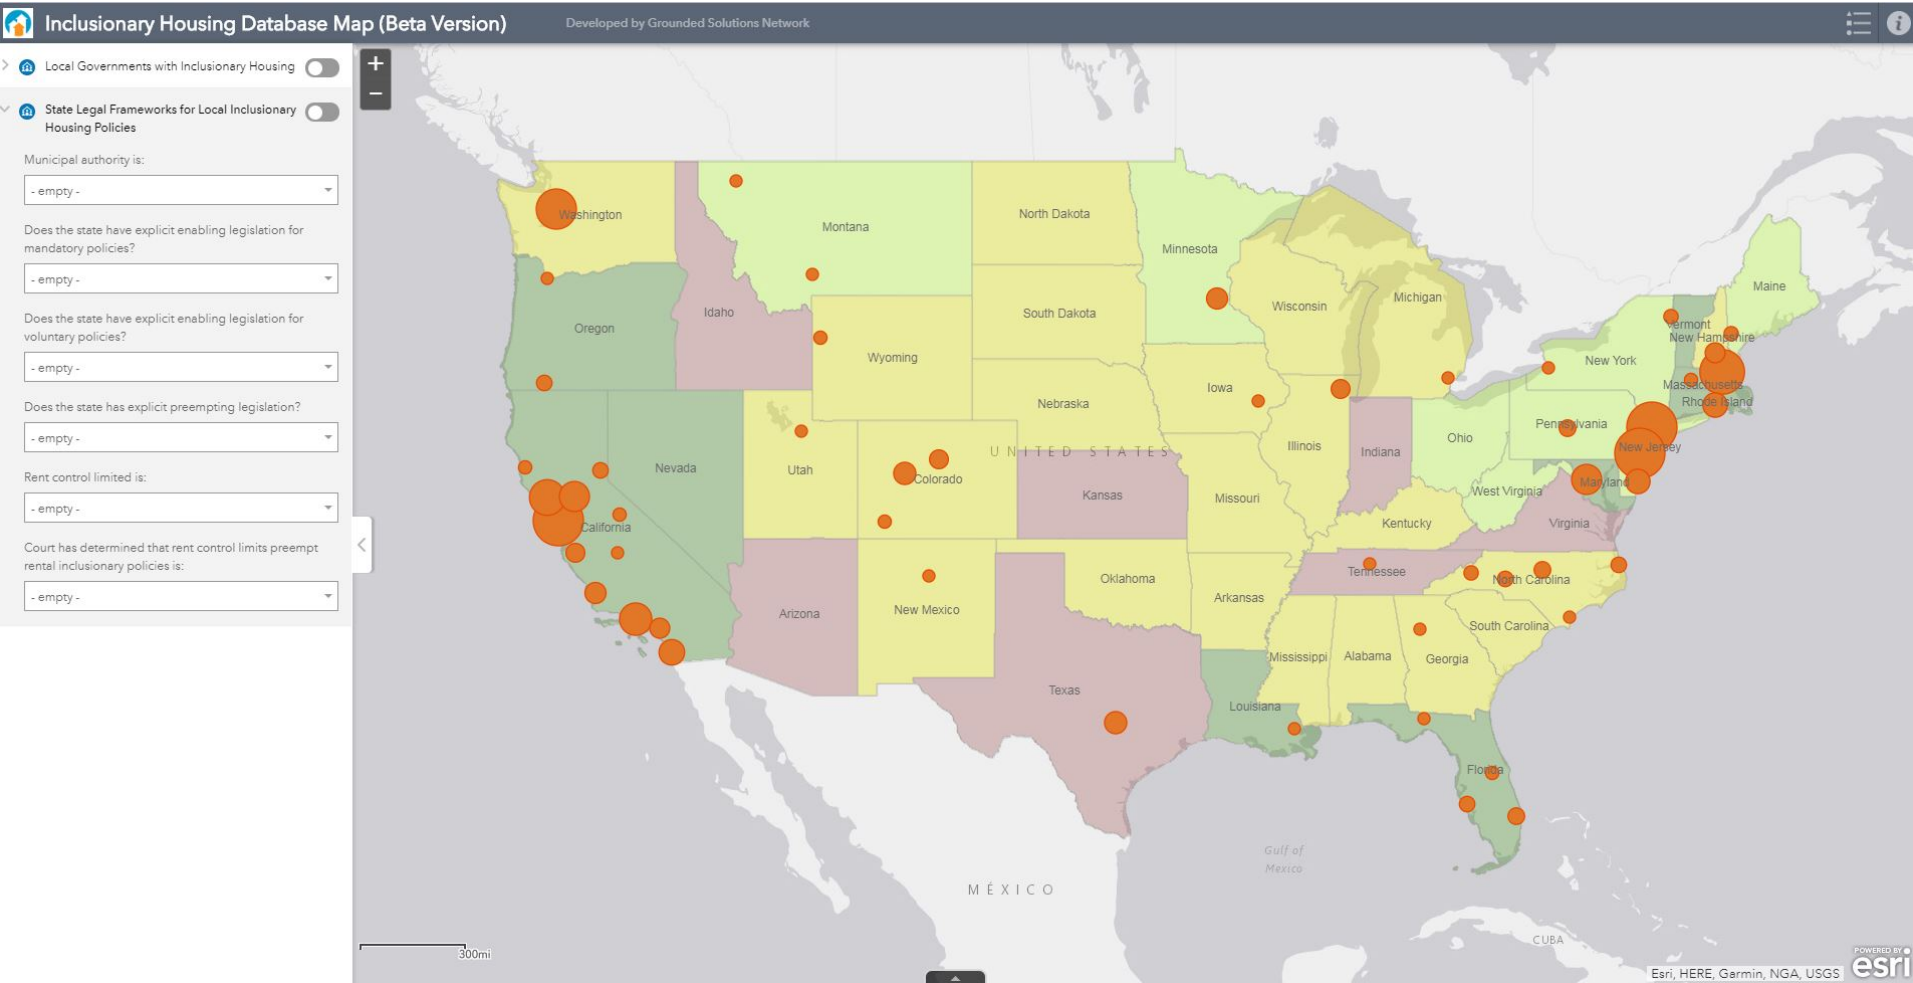 Inclusionary Housing Database Map (Beta Version)
Developed by Grounded Solutions Network
Local Governments with Inclusionary Housing
State Legal Frameworks for Local Inclusionary
Housing Policies
Municipal authority is:
- empty -
Does the state have explicit enabling legislation for
mandatory policies?
- empty -
Does the state have explicit enabling legislation for
voluntary policies?
- empty -
Does the state has explicit preempting legislation?
- empty -
Rent control limited is:
- empty -
Court has determined that rent control limits preempt
rental inclusionary policies is:
- empty -
+
−
Washington
Montana
North Dakota
Minnesota
Maine
Oregon
Idaho
South Dakota
Wisconsin
Michigan
Vermont
New Hampshire
Wyoming
New York
Iowa
Massachusetts
Nebraska
Rhode Island
Pennsylvania
UNITED STATES
Nevada
Utah
Colorado
Illinois
Indiana
Ohio
New Jersey
Kansas
Missouri
West Virginia
Maryland
California
Kentucky
Virginia
Oklahoma
Tennessee
North Carolina
Arizona
New Mexico
Arkansas
South Carolina
Mississippi
Alabama
Georgia
Texas
Louisiana
Florida
Gulf of
Mexico
MÉXICO
CUBA
300mi
POWERED BY
esri
Esri, HERE, Garmin, NGA, USGS